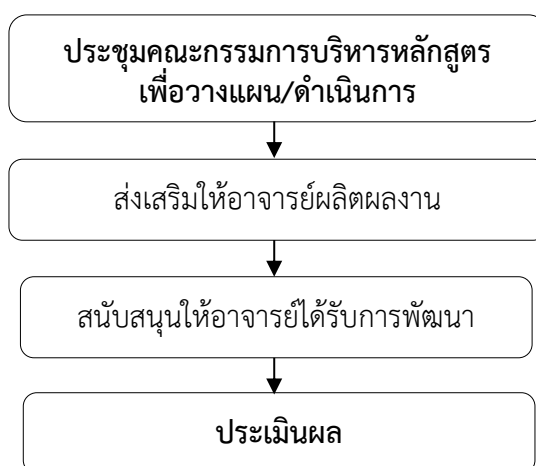 ประชุมคณะกรรมการบริหารหลักสูตร
เพื่อวางแผน/ดำเนินการ
ส่งเสริมให้อาจารย์ผลิตผลงาน
สนับสนุนให้อาจารย์ได้รับการพัฒนา
ประเมินผล